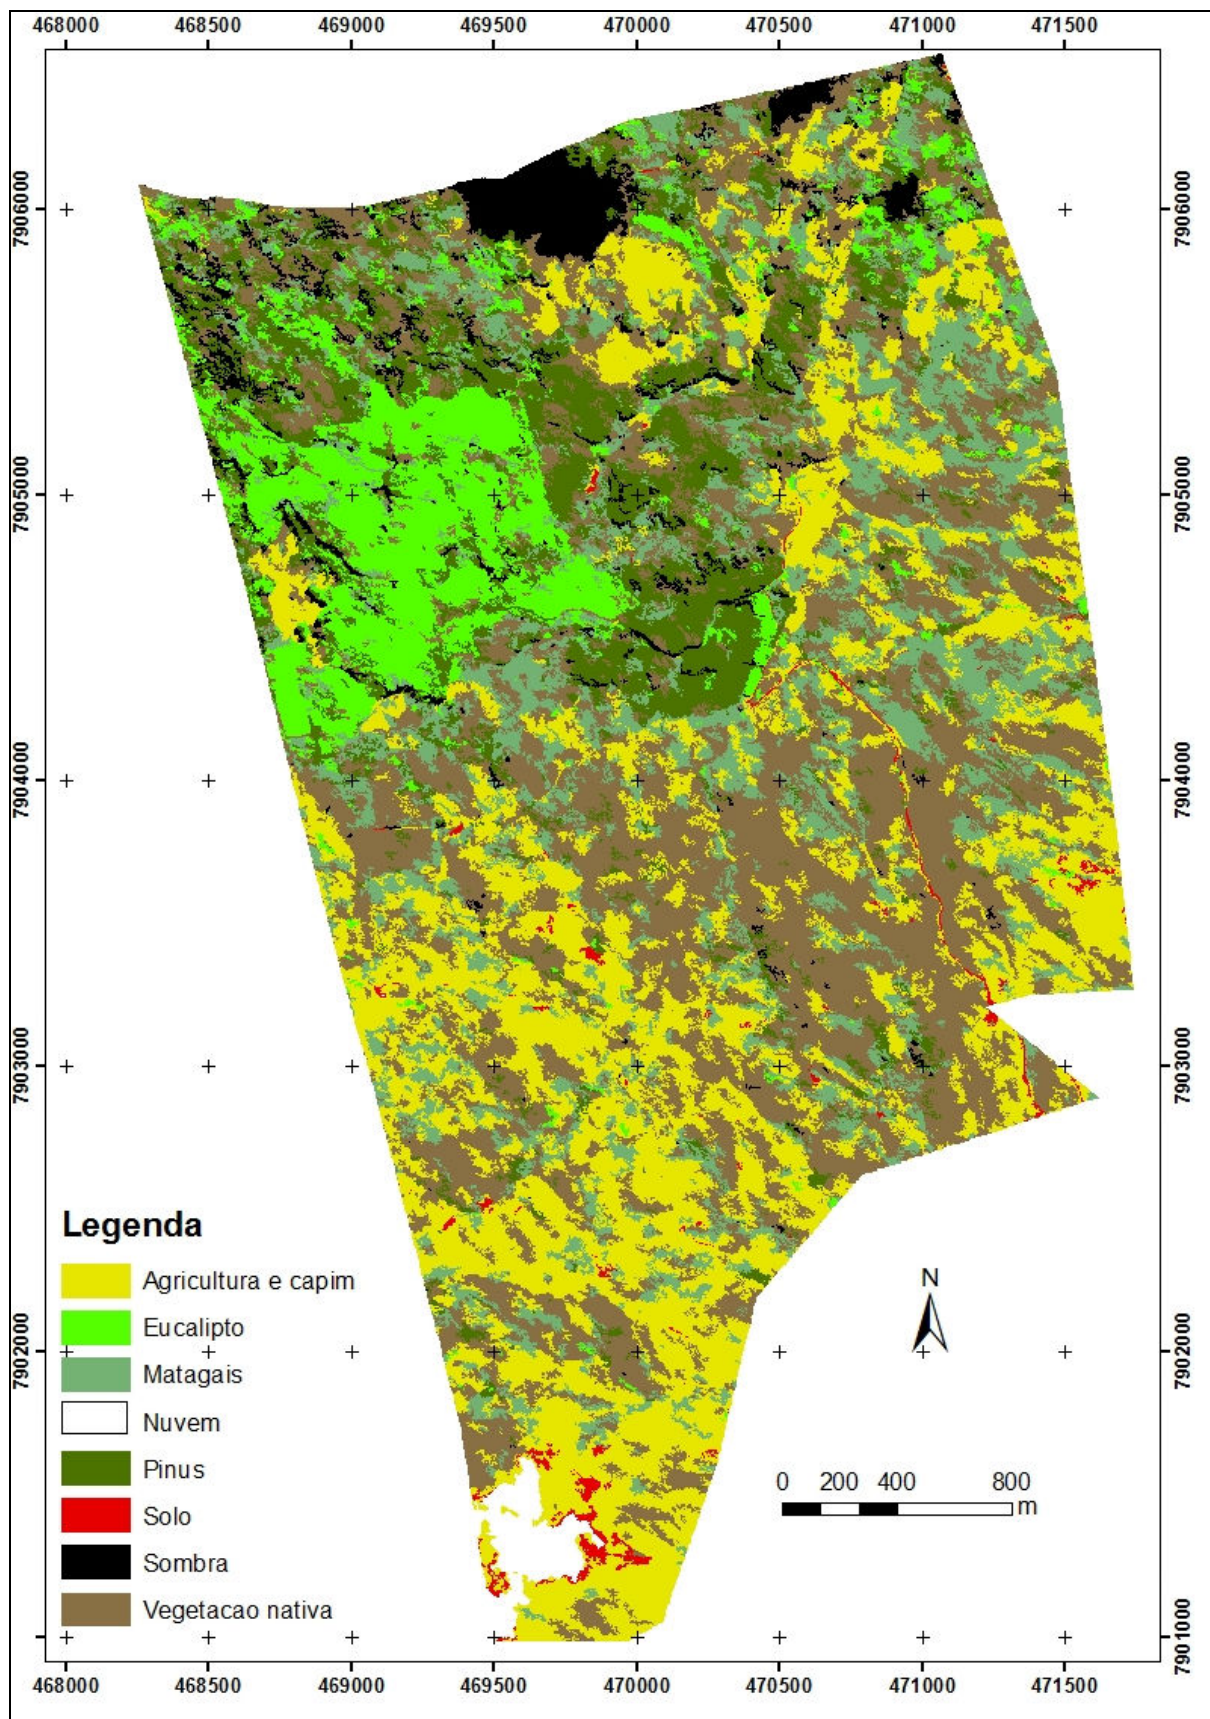 468000 468500 469000 469500 470000 470500 471000 471500
7906000
7905000
7904000
7903000
7902000
7906000
7905000
7904000
7903000
7902000
7901000
Legenda
Agricultura e capim
Eucalipto
Matagais
Nuvem
Pinus
Solo
Sombra
Vegetacao nativa
N
0 200 400 800
m
468000 468500 469000 469500 470000 470500 471000 471500